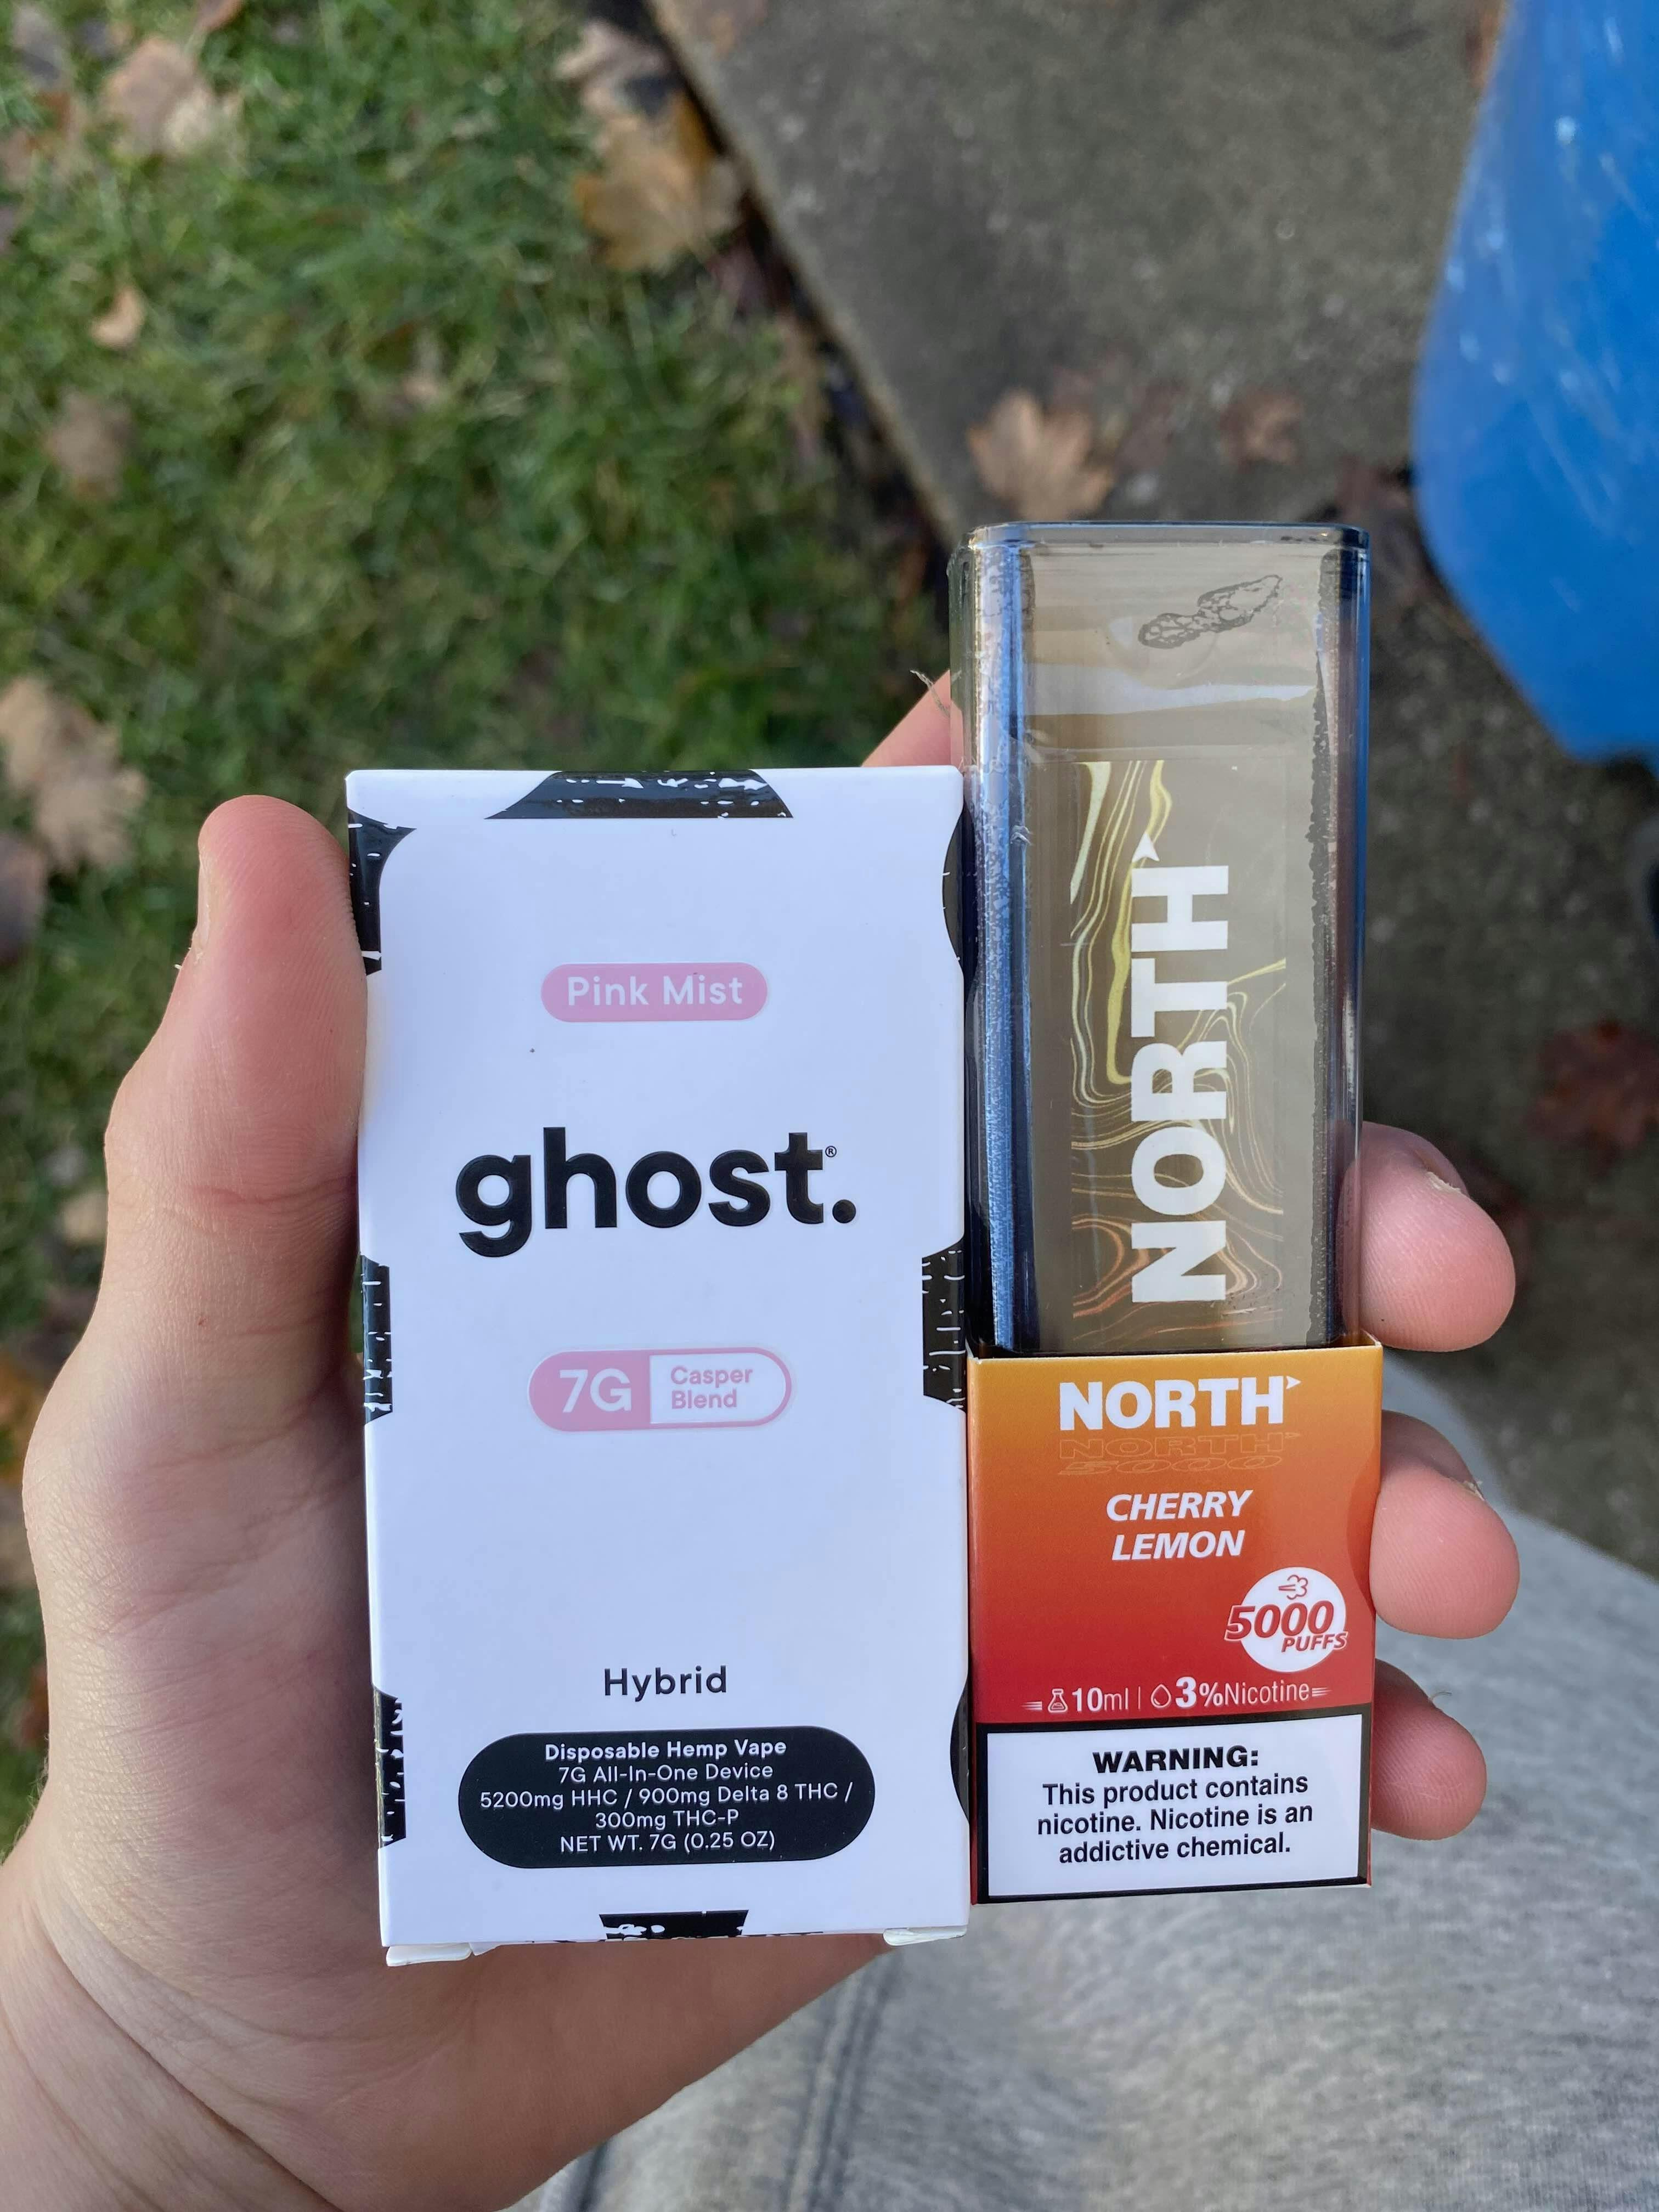 Pink Mist
ghost.®
7G
Casper
Blend
Hybrid
Disposable Hemp Vape
7G All-In-One Device
5200mg HHC / 900mg Delta 8 THC /
300mg THC-P
NET WT. 7G (0.25 OZ)
NORTH
NORTH
NORTH
5000
CHERRY
LEMON
5000
PUFFS
10ml | 3%Nicotine
WARNING:
This product contains
nicotine. Nicotine is an
addictive chemical.